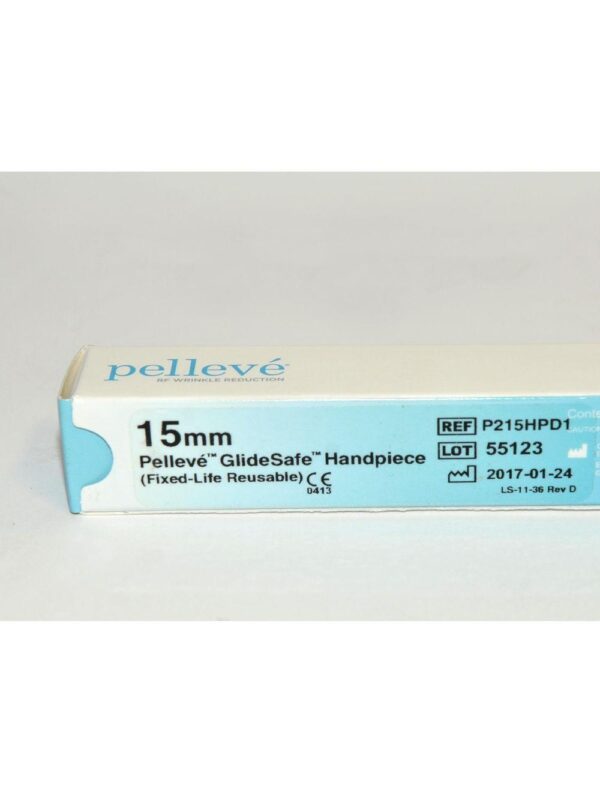 pellevé®
RF WRINKLE REDUCTION
15mm
Pellevé™ GlideSafe™ Handpiece
(Fixed-Life Reusable) CE
0413
REF P215HPD1
LOT 55123
2017-01-24
LS-11-36 Rev D